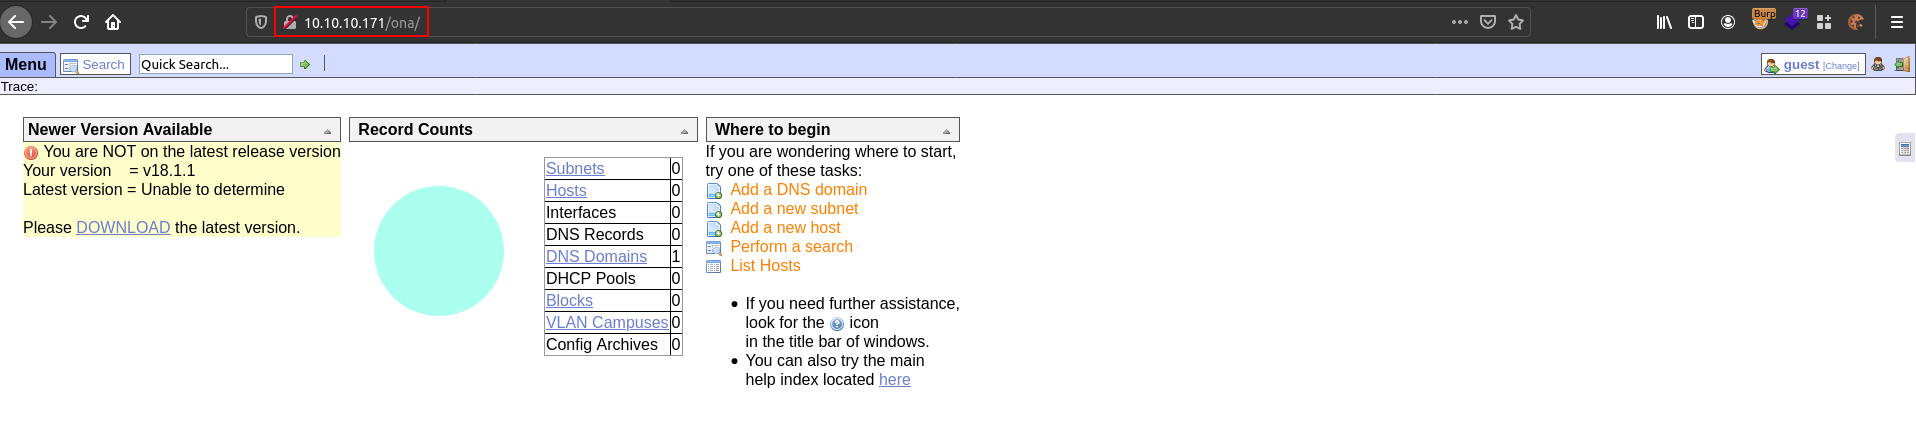 10.10.10.171/ona/
Burp
12
Menu
Search
Quick Search...
guest [Change]
Trace:
Newer Version Available
You are NOT on the latest release version
Your version = v18.1.1
Latest version = Unable to determine
Please DOWNLOAD the latest version.
Record Counts
Subnets 0
Hosts 0
Interfaces 0
DNS Records 0
DNS Domains 1
DHCP Pools 0
Blocks 0
VLAN Campuses 0
Config Archives 0
Where to begin
If you are wondering where to start,
try one of these tasks:
Add a DNS domain
Add a new subnet
Add a new host
Perform a search
List Hosts
• If you need further assistance,
look for the ? icon
in the title bar of windows.
• You can also try the main
help index located here